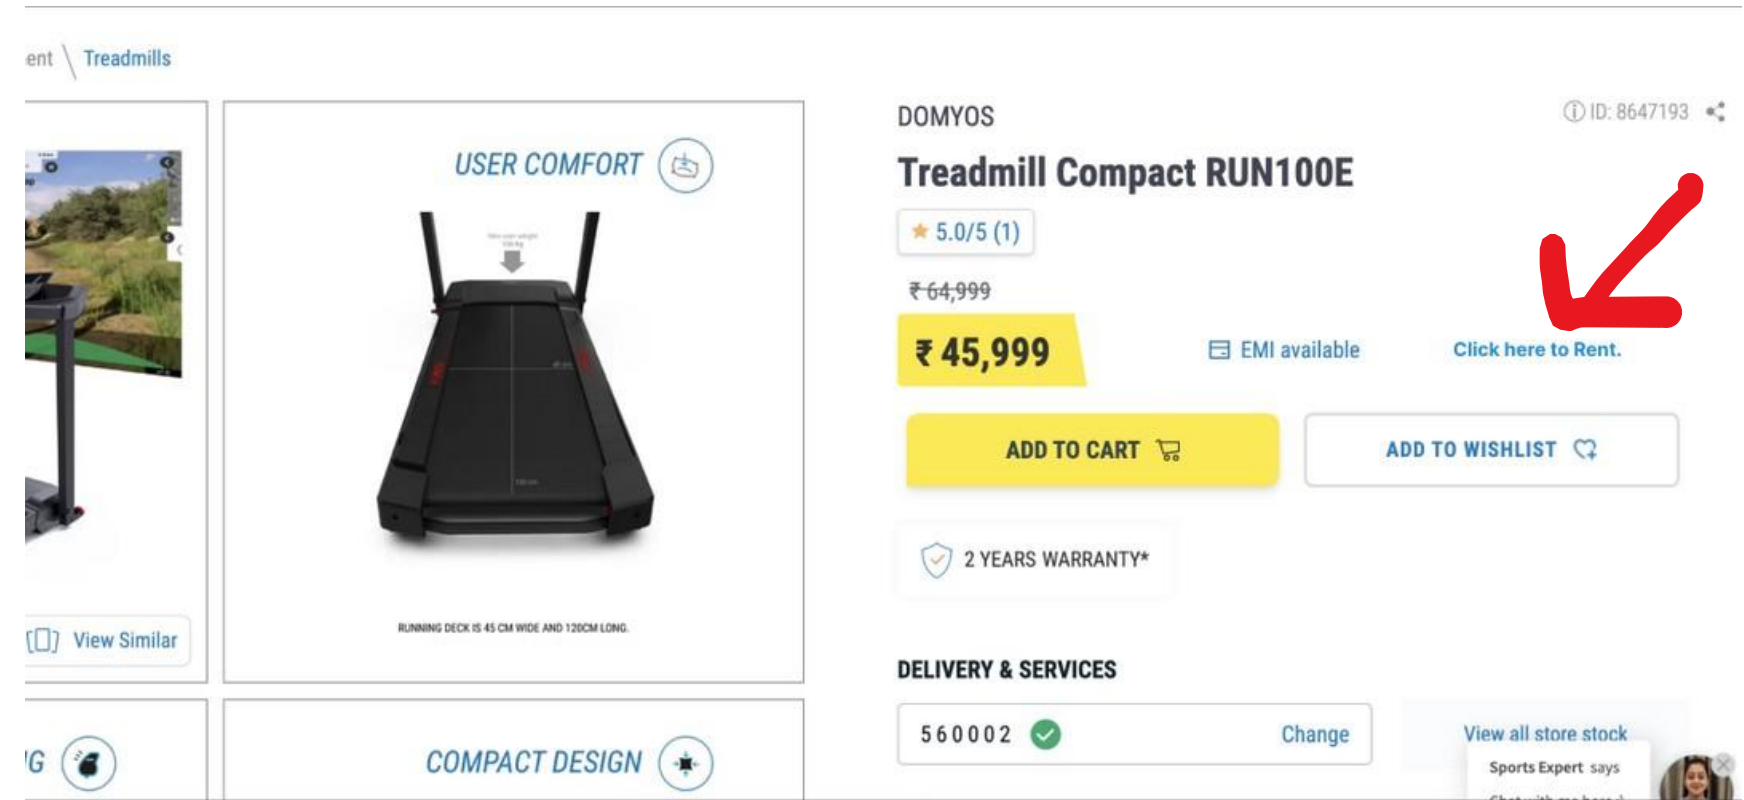 ent \ Treadmills
USER COMFORT
RUNNING DECK IS 45 CM WIDE AND 120CM LONG.
View Similar
G
COMPACT DESIGN
DOMYOS
ID: 8647193
Treadmill Compact RUN100E
5.0/5 (1)
₹ 64,999
₹ 45,999
EMI available
Click here to Rent.
ADD TO CART
ADD TO WISHLIST
2 YEARS WARRANTY*
DELIVERY & SERVICES
560002
Change
View all store stock
Sports Expert says